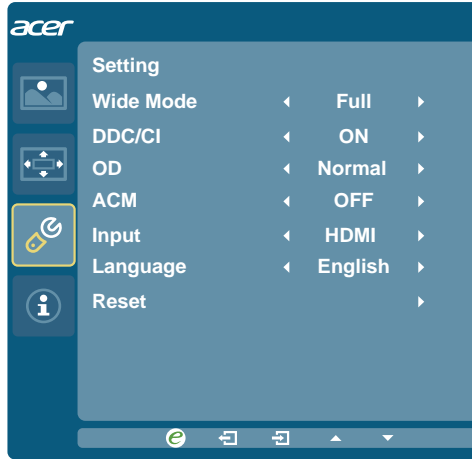 acer
Setting
Wide Mode Full
DDC/CI ON
OD Normal
ACM OFF
Input HDMI
Language English
Reset
i
e